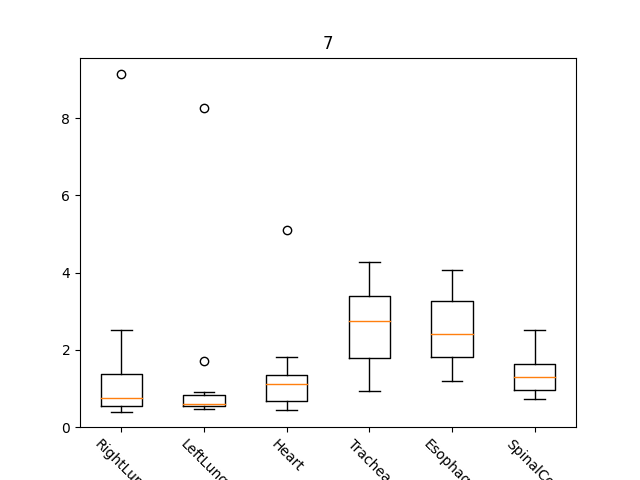 7
8
6
4
2
0
RightLun
LeftLung
Heart
Trachea
Esophag
SpinalCo